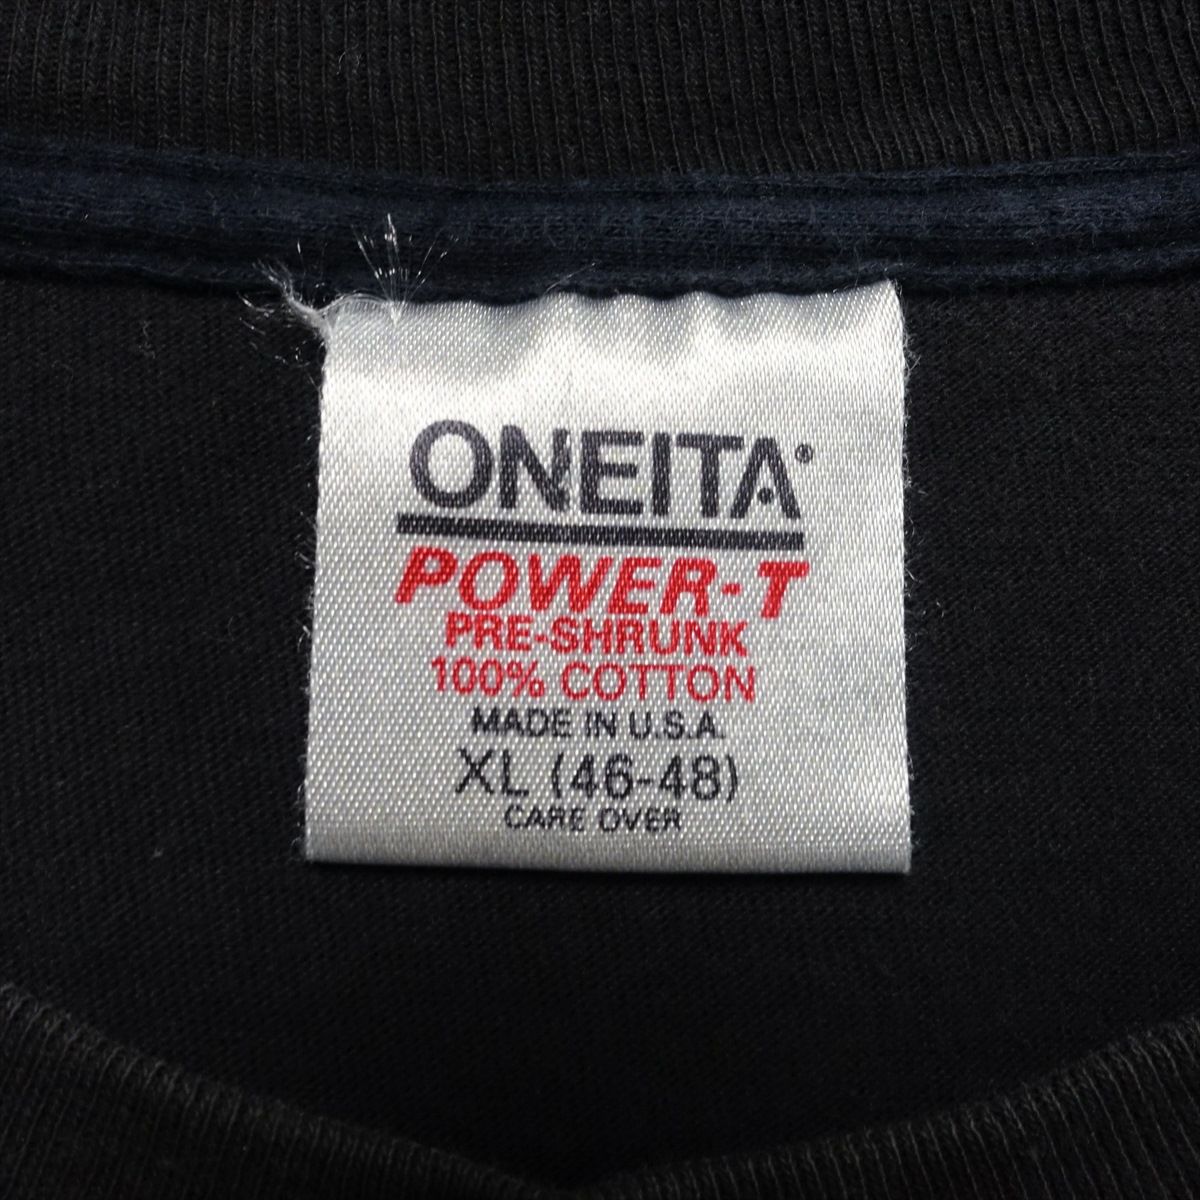 ONEITA®
POWER-T
PRE-SHRUNK
100% COTTON
MADE IN U.S.A.
XL (46-48)
CARE OVER